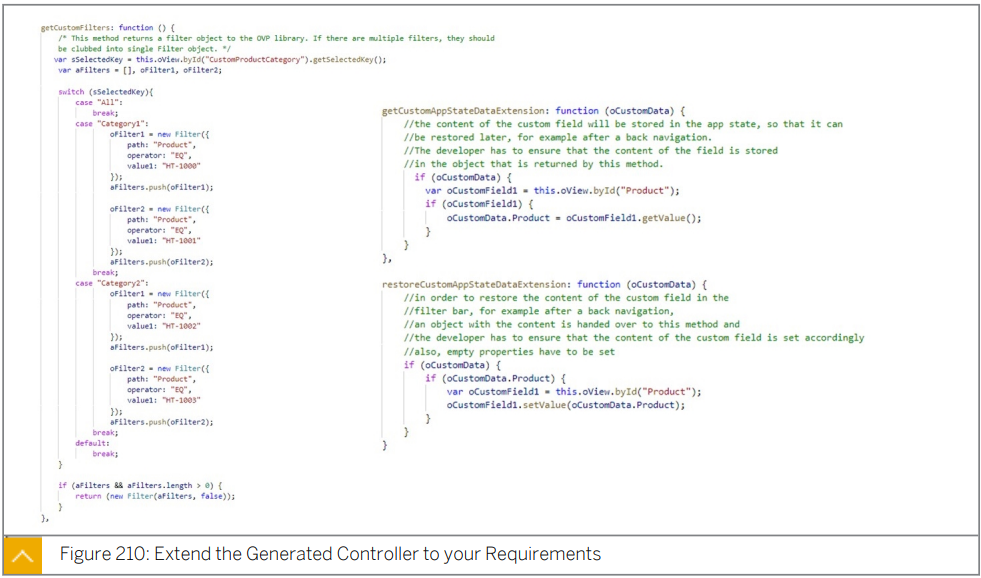 getCustomFilters: function () {
/* This method returns a filter object to the OVP library. If there are multiple filters, they should
be clubbed into single Filter object. */
var sSelectedKey = this.oView.byId("CustomProductCategory").getSelectedKey();
var aFilters = [], oFilter1, oFilter2;
switch (sSelectedKey){
case "All":
break;
case "Category1":
oFilter1 = new Filter({
path: "Product",
operator: "EQ",
value1: "HT-1000"
});
aFilters.push(oFilter1);
oFilter2 = new Filter({
path: "Product",
operator: "EQ",
value1: "HT-1001"
});
aFilters.push(oFilter2);
break;
case "Category2":
oFilter1 = new Filter({
path: "Product",
operator: "EQ",
value1: "HT-1002"
});
aFilters.push(oFilter1);
oFilter2 = new Filter({
path: "Product",
operator: "EQ",
value1: "HT-1003"
});
aFilters.push(oFilter2);
break;
default:
break;
}
if (aFilters && aFilters.length > 0) {
return (new Filter(aFilters, false));
}
},
getCustomAppStateDataExtension: function (oCustomData) {
//the content of the custom field will be stored in the app state, so that it can
//be restored later, for example after a back navigation.
//The developer has to ensure that the content of the field is stored
//in the object that is returned by this method.
if (oCustomData) {
var oCustomField1 = this.oView.byId("Product");
if (oCustomField1) {
oCustomData.Product = oCustomField1.getValue();
}
}
},
restoreCustomAppStateDataExtension: function (oCustomData) {
//in order to restore the content of the custom field in the
//filter bar, for example after a back navigation,
//an object with the content is handed over to this method and
//the developer has to ensure that the content of the custom field is set accordingly
//also, empty properties have to be set
if (oCustomData) {
if (oCustomData.Product) {
var oCustomField1 = this.oView.byId("Product");
oCustomField1.setValue(oCustomData.Product);
}
}
}
Figure 210: Extend the Generated Controller to your Requirements